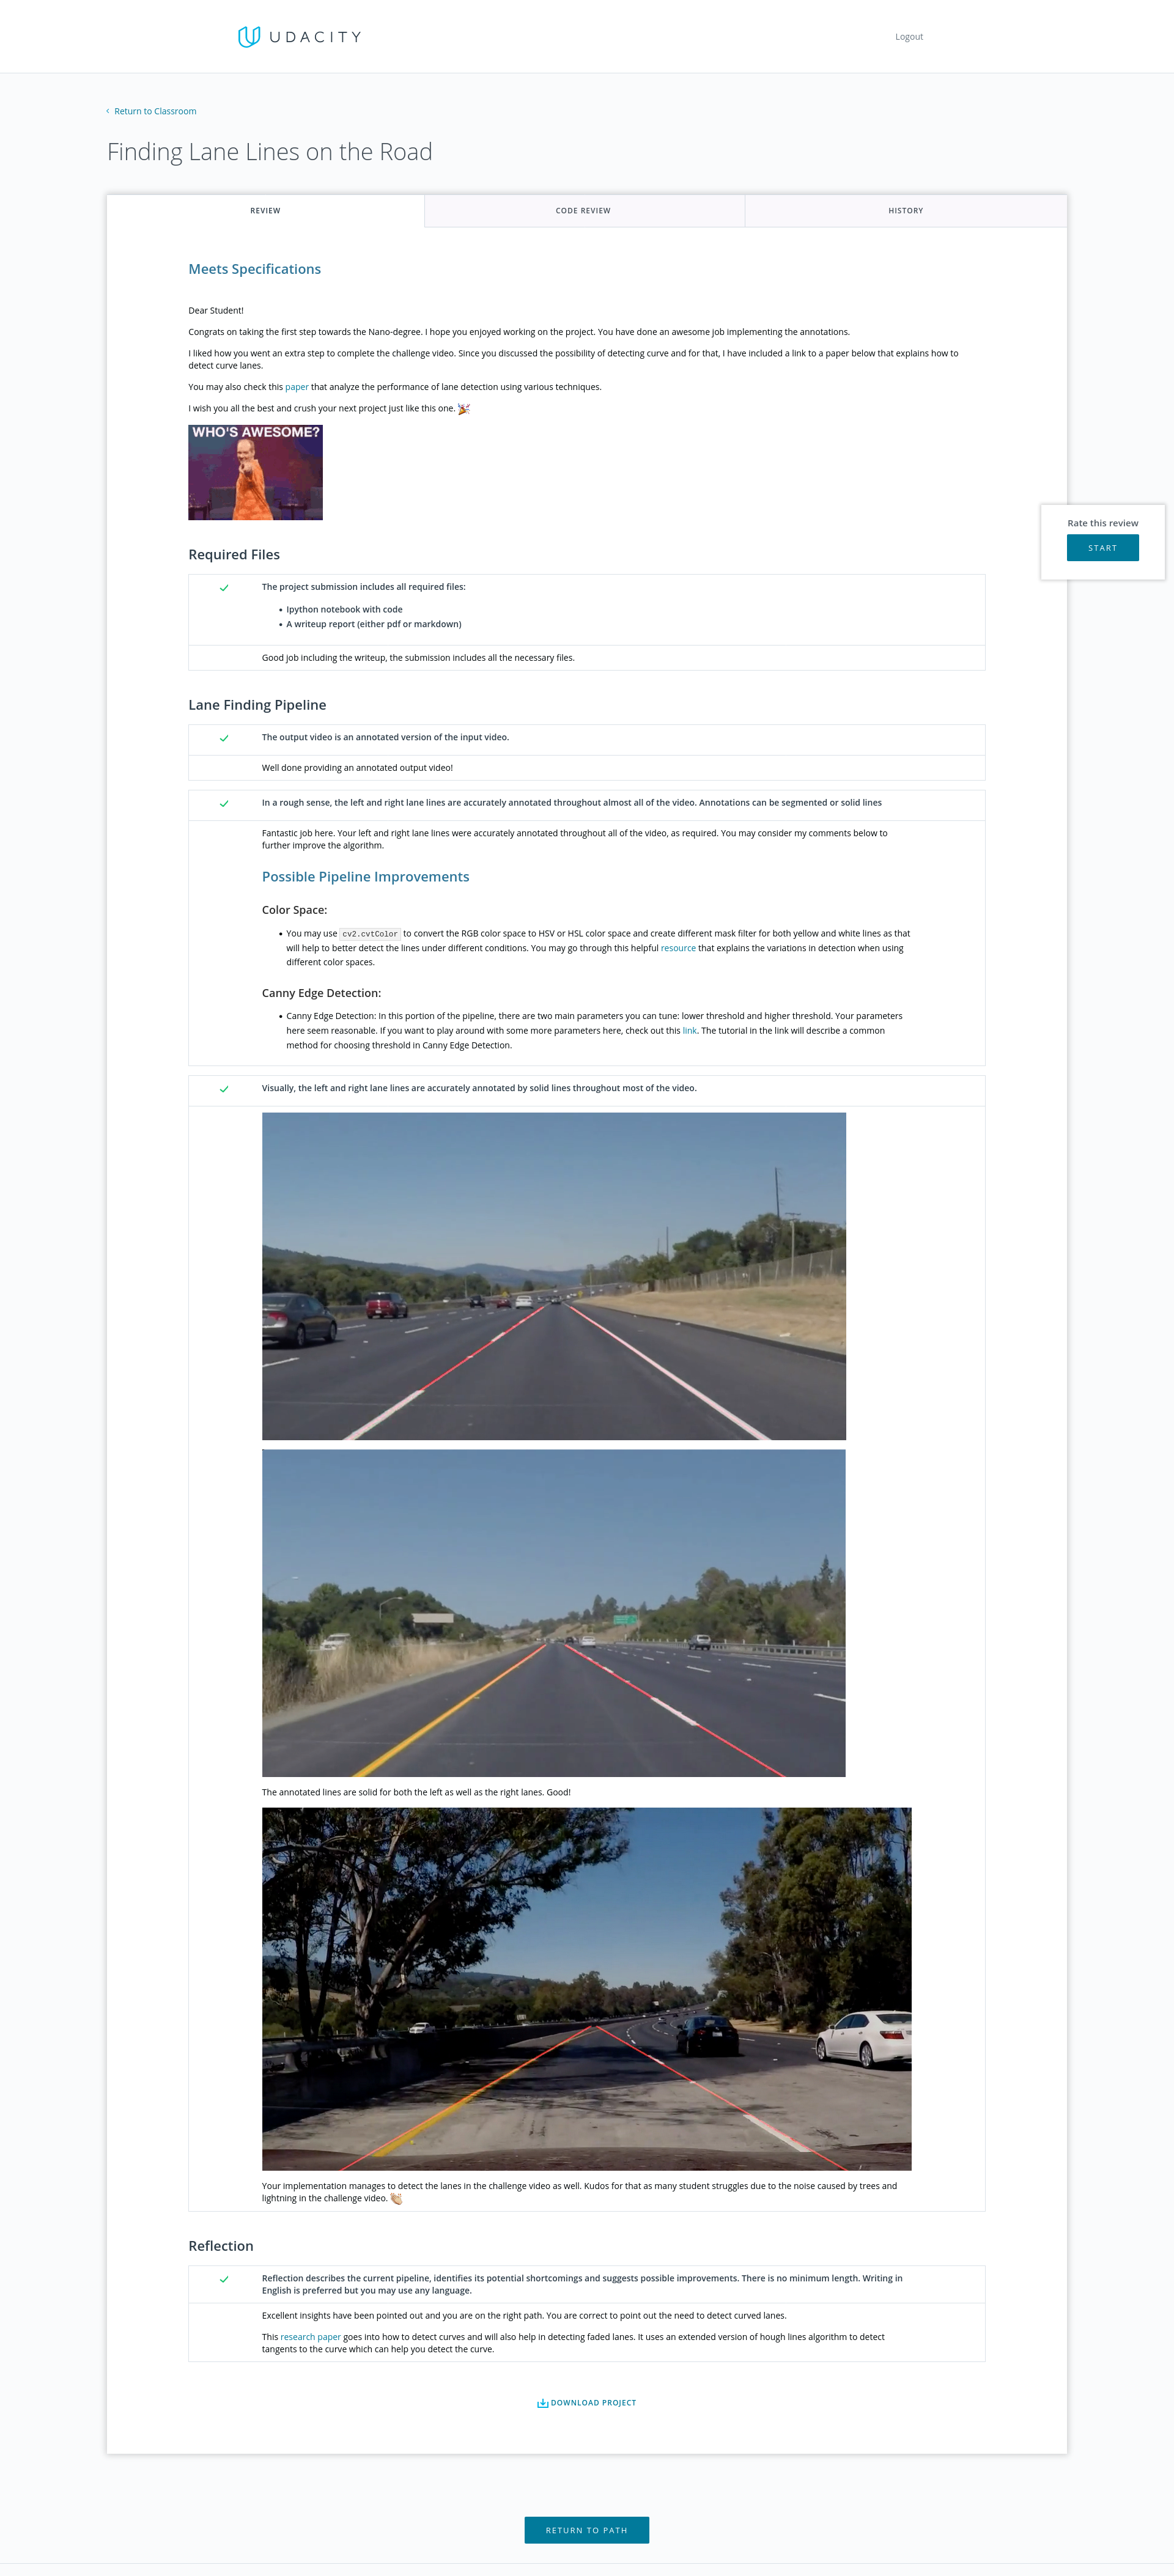 UDACITY
Logout
Return to Classroom
Finding Lane Lines on the Road
REVIEW
CODE REVIEW
HISTORY
Meets Specifications
Dear Student!
Congrats on taking the first step towards the Nano-degree. I hope you enjoyed working on the project. You have done an awesome job implementing the annotations.
I liked how you went an extra step to complete the challenge video. Since you discussed the possibility of detecting curve and for that, I have included a link to a paper below that explains how to
detect curve lanes.
You may also check this paper that analyze the performance of lane detection using various techniques.
I wish you all the best and crush your next project just like this one.
WHO'S AWESOME?
Rate this review
START
Required Files
The project submission includes all required files:
• Ipython notebook with code
• A writeup report (either pdf or markdown)
Good job including the writeup, the submission includes all the necessary files.
Lane Finding Pipeline
The output video is an annotated version of the input video.
Well done providing an annotated output video!
In a rough sense, the left and right lane lines are accurately annotated throughout almost all of the video. Annotations can be segmented or solid lines
Fantastic job here. Your left and right lane lines were accurately annotated throughout all of the video, as required. You may consider my comments below to
further improve the algorithm.
Possible Pipeline Improvements
Color Space:
• You may use cv2.cvtColor to convert the RGB color space to HSV or HSL color space and create different mask filter for both yellow and white lines as that
will help to better detect the lines under different conditions. You may go through this helpful resource that explains the variations in detection when using
different color spaces.
Canny Edge Detection:
• Canny Edge Detection: In this portion of the pipeline, there are two main parameters you can tune: lower threshold and higher threshold. Your parameters
here seem reasonable. If you want to play around with some more parameters here, check out this link. The tutorial in the link will describe a common
method for choosing threshold in Canny Edge Detection.
Visually, the left and right lane lines are accurately annotated by solid lines throughout most of the video.
The annotated lines are solid for both the left as well as the right lanes. Good!
Your implementation manages to detect the lanes in the challenge video as well. Kudos for that as many student struggles due to the noise caused by trees and
lightning in the challenge video.
Reflection
Reflection describes the current pipeline, identifies its potential shortcomings and suggests possible improvements. There is no minimum length. Writing in
English is preferred but you may use any language.
Excellent insights have been pointed out and you are on the right path. You are correct to point out the need to detect curved lanes.
This research paper goes into how to detect curves and will also help in detecting faded lanes. It uses an extended version of hough lines algorithm to detect
tangents to the curve which can help you detect the curve.
DOWNLOAD PROJECT
RETURN TO PATH